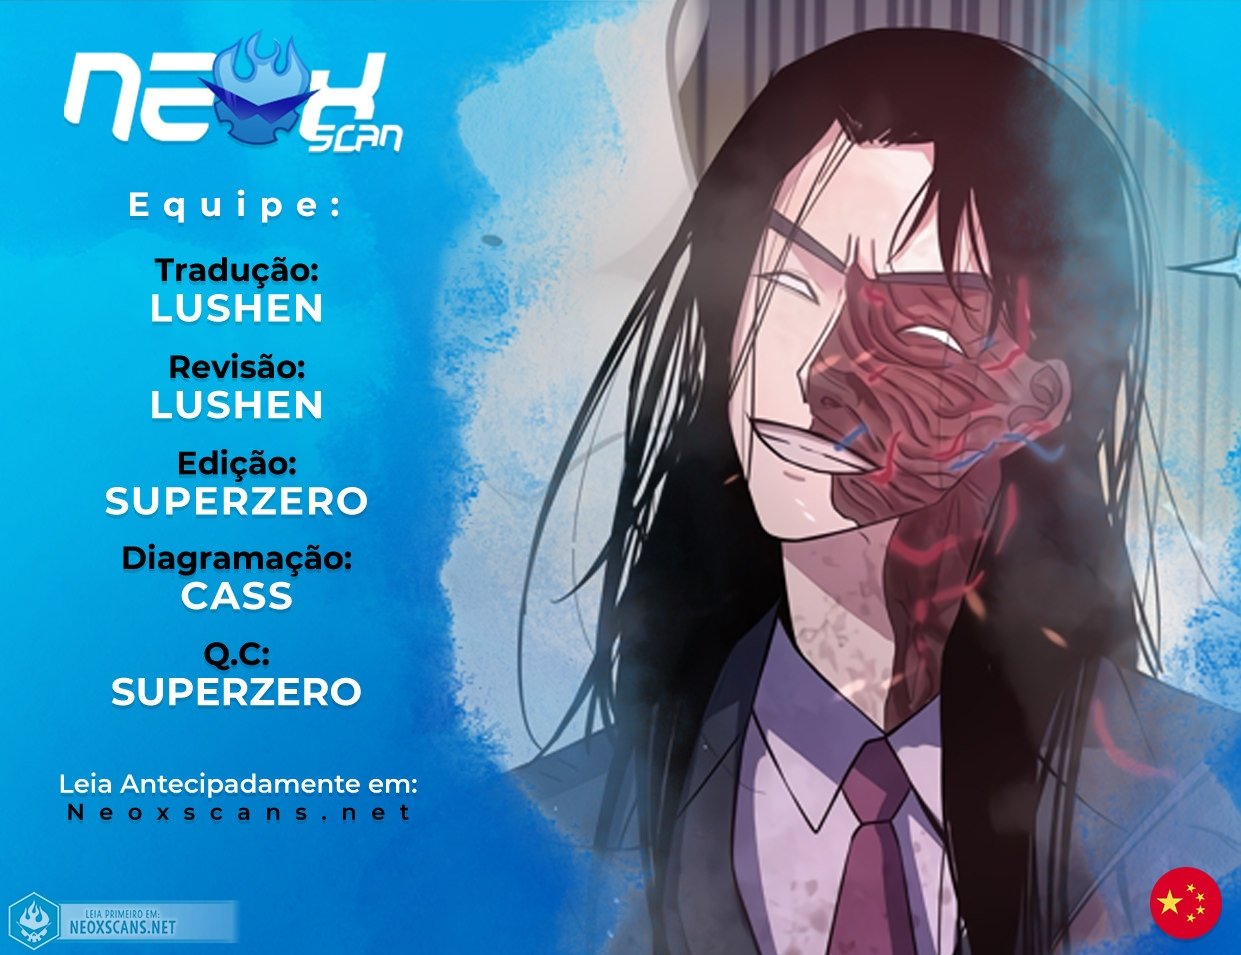 NEOX
SCAN
Equipe:
Tradução:
LUSHEN
Revisão:
LUSHEN
Edição:
SUPERZERO
Diagramação:
CASS
Q.C:
SUPERZERO
Leia Antecipadamente em:
Neoxscans.net
LEIA PRIMEIRO EM:
NEOXSCANS.NET